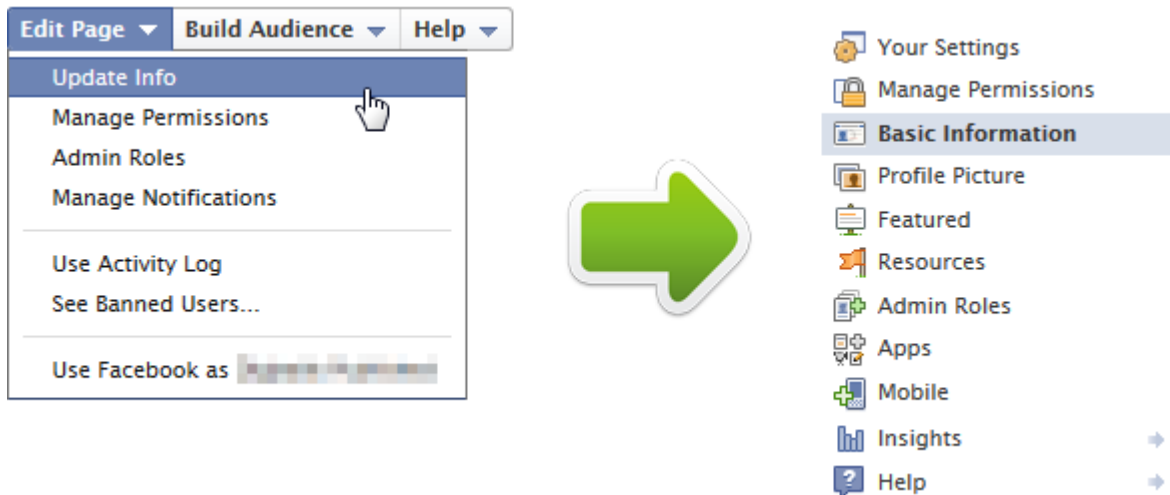 Edit Page Build Audience Help
Update Info
Manage Permissions
Admin Roles
Manage Notifications
Use Activity Log
See Banned Users...
Use Facebook as
Your Settings
Manage Permissions
Basic Information
Profile Picture
Featured
Resources
Admin Roles
Apps
Mobile
Insights
Help